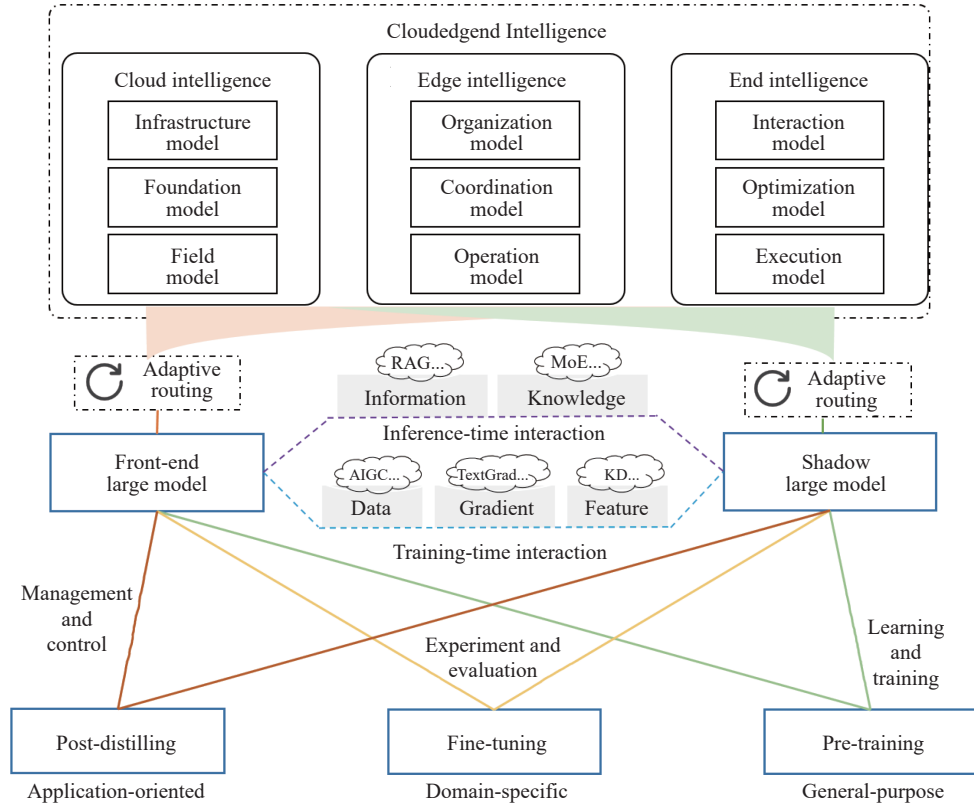 Cloudedgend Intelligence
Cloud intelligence
Infrastructure
model
Foundation
model
Field
model
Edge intelligence
Organization
model
Coordination
model
Operation
model
End intelligence
Interaction
model
Optimization
model
Execution
model
Adaptive
routing
RAG...
Information
MoE...
Knowledge
Adaptive
routing
Inference-time interaction
Front-end
large model
AIGC...
Data
TextGrad...
Gradient
KD...
Feature
Shadow
large model
Training-time interaction
Management
and
control
Experiment and
evaluation
Learning
and
training
Post-distilling
Fine-tuning
Pre-training
Application-oriented
Domain-specific
General-purpose